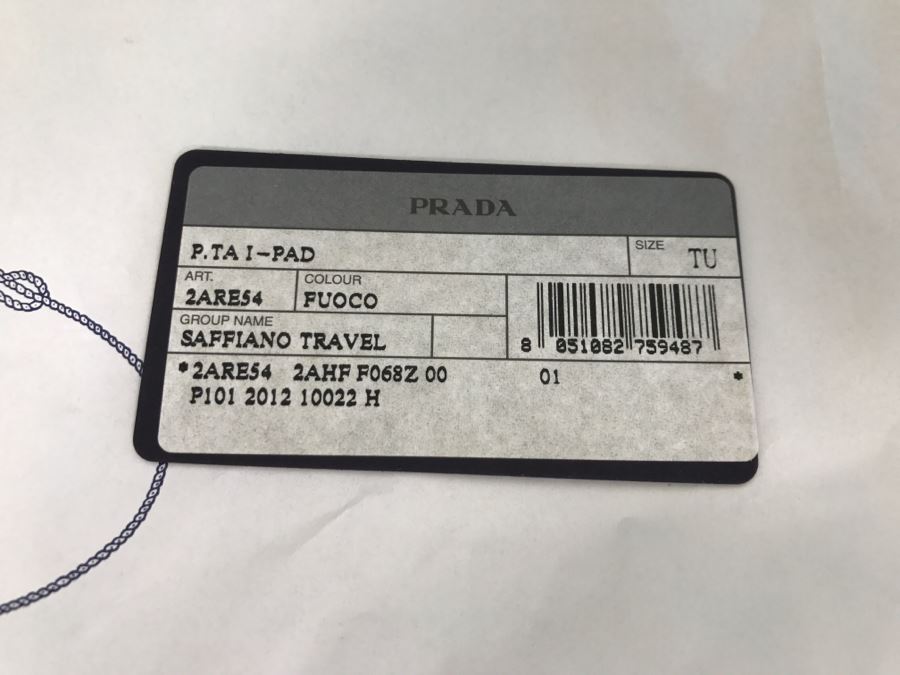 PRADA
P.TA I-PAD
SIZE TU
ART. 2ARE54
COLOUR FUOCO
GROUP NAME
SAFFIANO TRAVEL
8 051082 759487
*2ARE54 2AHF F068Z 00 01 *
P101 2012 10022 H